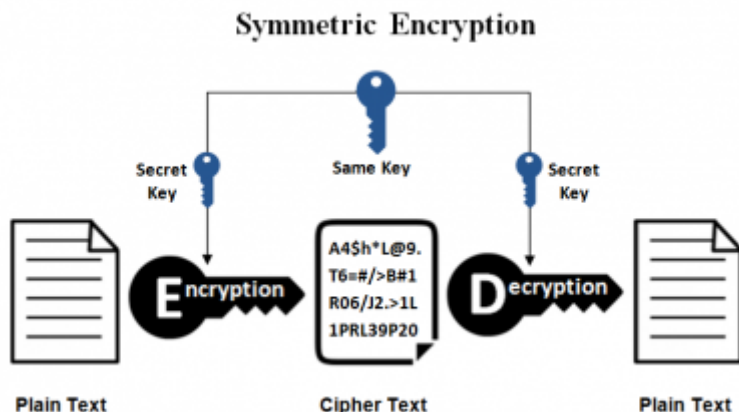 Symmetric Encryption
Secret
Key
Same Key
Secret
Key
Encryption
A4$h*L@9.
T6=#/>B#1
R06/J2.>1L
1PRL39P20
Decryption
Plain Text
Cipher Text
Plain Text